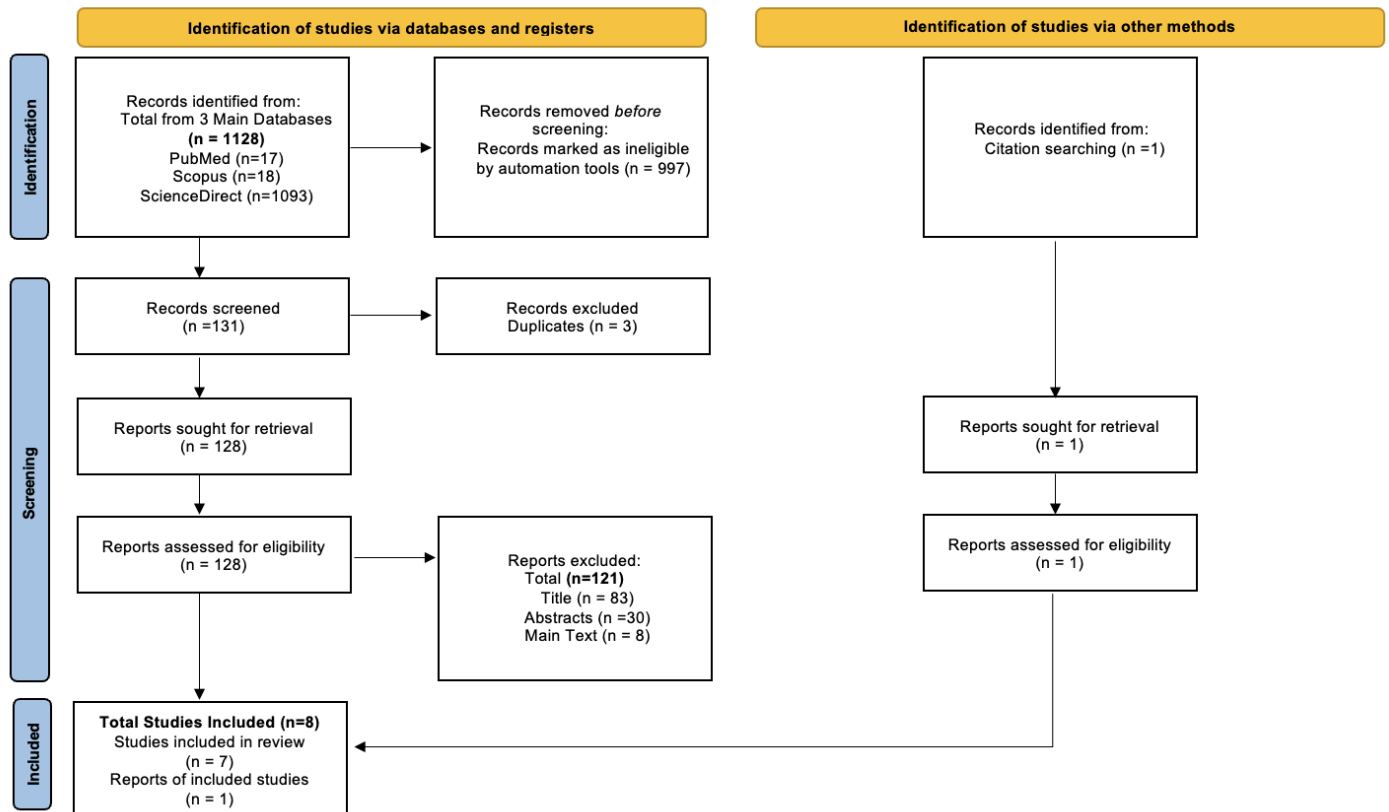 Identification of studies via databases and registers
Identification of studies via other methods
Identification
Records identified from:
Total from 3 Main Databases
(n = 1128)
PubMed (n=17)
Scopus (n=18)
ScienceDirect (n=1093)
Records removed before
screening:
Records marked as ineligible
by automation tools (n = 997)
Records identified from:
Citation searching (n =1)
Screening
Records screened
(n =131)
Records excluded
Duplicates (n = 3)
Reports sought for retrieval
(n = 128)
Reports sought for retrieval
(n = 1)
Reports assessed for eligibility
(n = 128)
Reports excluded:
Total (n=121)
Title (n = 83)
Abstracts (n =30)
Main Text (n = 8)
Reports assessed for eligibility
(n = 1)
Included
Total Studies Included (n=8)
Studies included in review
(n = 7)
Reports of included studies
(n = 1)